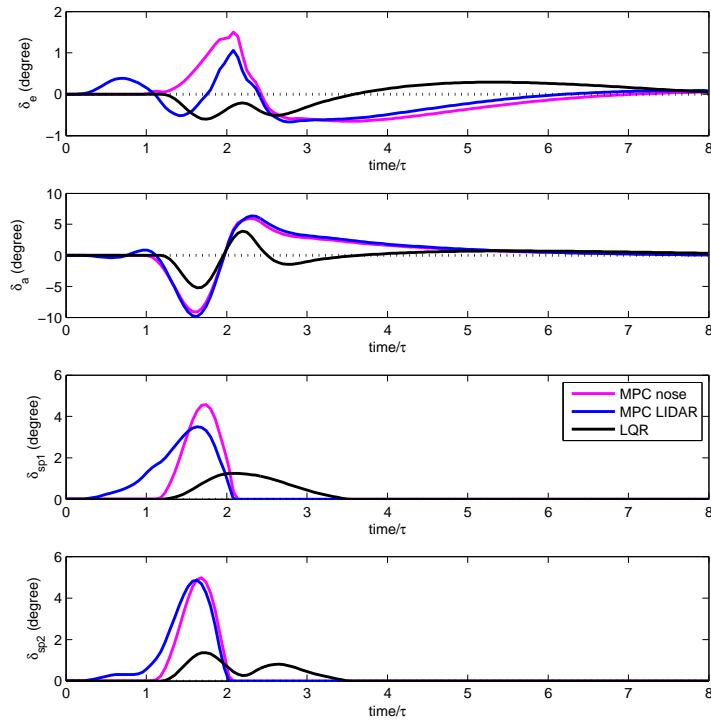 2
1
0
−1
δe (degree)
0 1 2 3 4 5 6 7 8
time/τ
10
5
0
−5
−10
δa (degree)
0 1 2 3 4 5 6 7 8
time/τ
6
4
2
0
δsp1 (degree)
MPC nose
MPC LIDAR
LQR
0 1 2 3 4 5 6 7 8
time/τ
6
4
2
0
δsp2 (degree)
0 1 2 3 4 5 6 7 8
time/τ